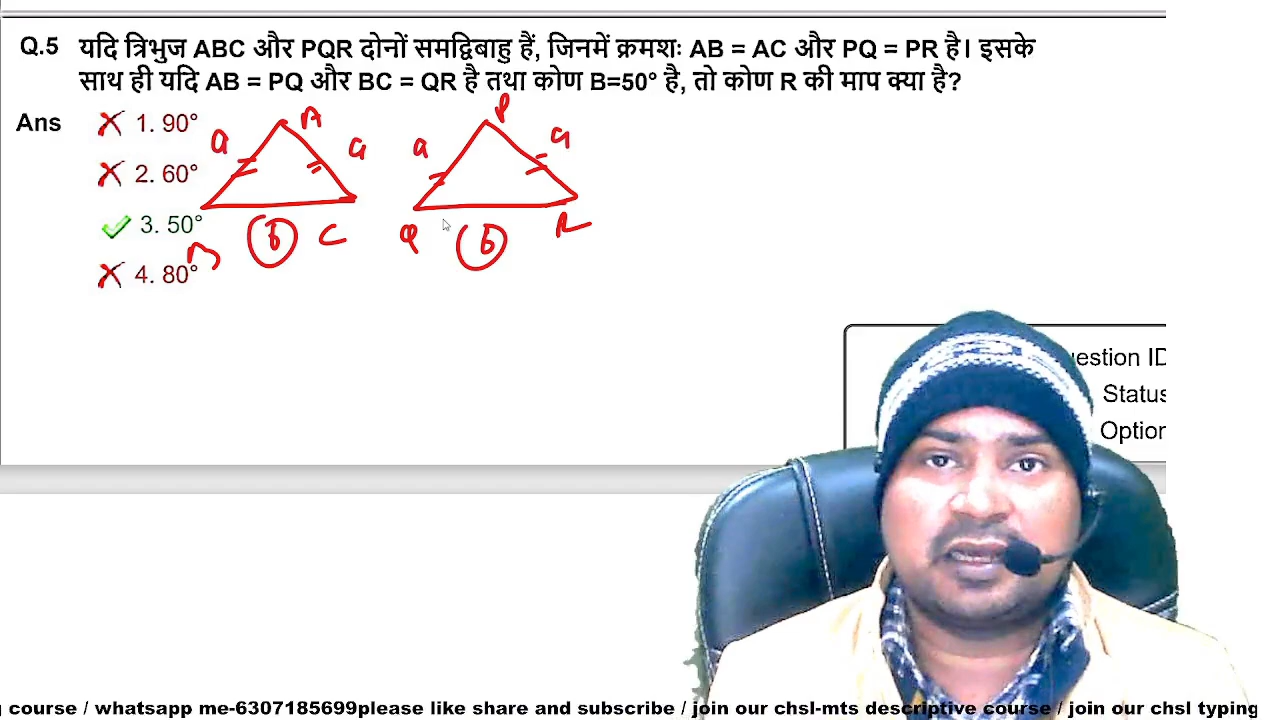 Q.5 यदि त्रिभुज ABC और PQR दोनों समद्विबाहु हैं, जिनमें क्रमशः AB = AC और PQ = PR है। इसके
साथ ही यदि AB = PQ और BC = QR है तथा कोण B=50° है, तो कोण R की माप क्या है?
Ans 1. 90°
2. 60°
3. 50°
4. 80°
A
P
a
a
a
a
B
b
C
Q
b
R
Question ID
Status
Option
course / whatsapp me-6307185699please like share and subscribe / join our chsl-mts descriptive course / join our chsl typing